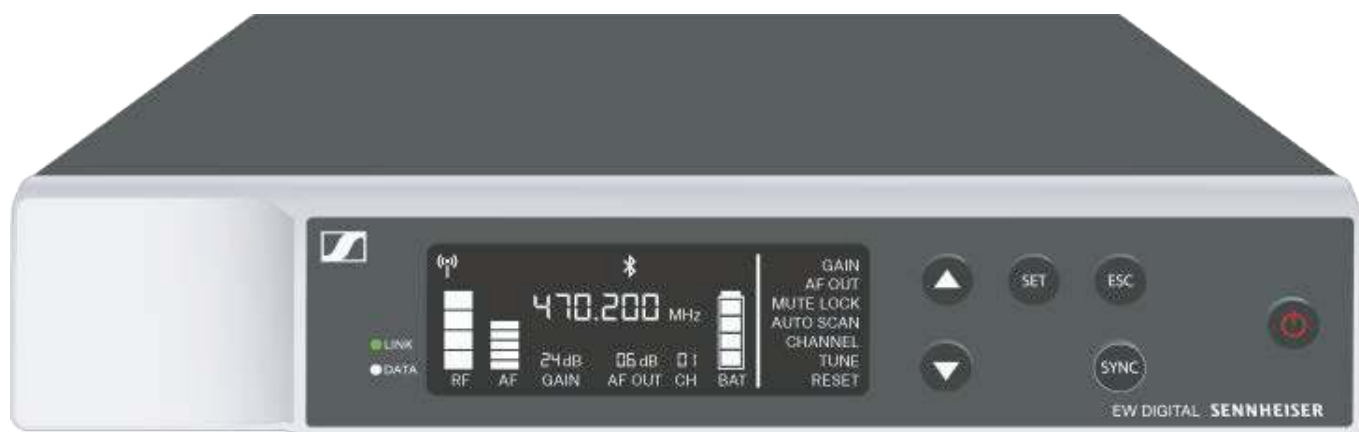 470.200 MHz
24dB 06dB 01
RF AF GAIN AF OUT CH BAT
GAIN
AF OUT
MUTE LOCK
AUTO SCAN
CHANNEL
TUNE
RESET
LINK
DATA
SET
ESC
SYNC
EW DIGITAL SENNHEISER